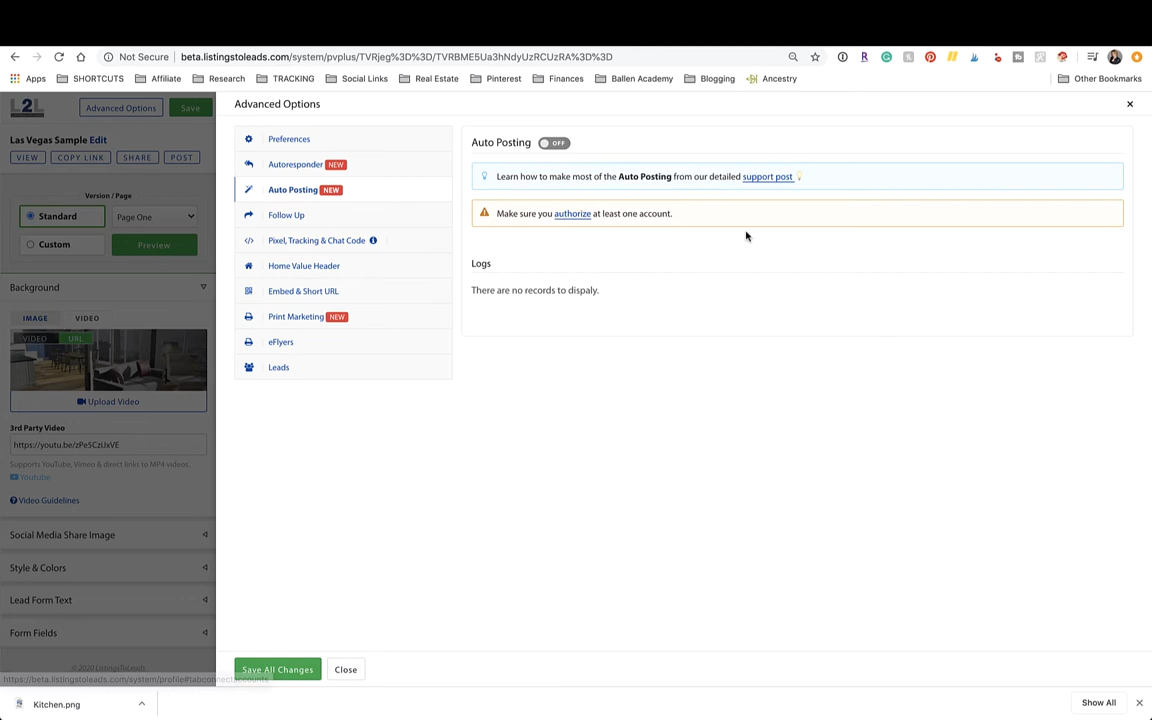 Not Secure | beta.listingstoleads.com/system/pvplus/TVRjeg%3D%3D/TVRBME5Ua3hNdyUzRCUzRA%3D%3D
Apps SHORTCUTS Affiliate Research TRACKING Social Links Real Estate Pinterest Finances Ballen Academy Blogging Ancestry Other Bookmarks
L2L Advanced Options Save
Las Vegas Sample Edit
VIEW COPY LINK SHARE POST
Version / Page
Standard Page One
Custom Preview
Background
IMAGE VIDEO
VIDEO URL
Upload Video
3rd Party Video
https://youtu.be/zPe5CzUxVE
Supports YouTube, Vimeo & direct links to MP4 videos.
Youtube
Video Guidelines
Social Media Share Image
Style & Colors
Lead Form Text
Form Fields
© 2020 ListingsToLeads
https://beta.listingstoleads.com/system/profile#tabconnectaccounts
Advanced Options
Preferences
Autoresponder NEW
Auto Posting NEW
Follow Up
Pixel, Tracking & Chat Code
Home Value Header
Embed & Short URL
Print Marketing NEW
eFlyers
Leads
Auto Posting OFF
Learn how to make most of the Auto Posting from our detailed support post
Make sure you authorize at least one account.
Logs
There are no records to dispaly.
Save All Changes Close
Kitchen.png Show All